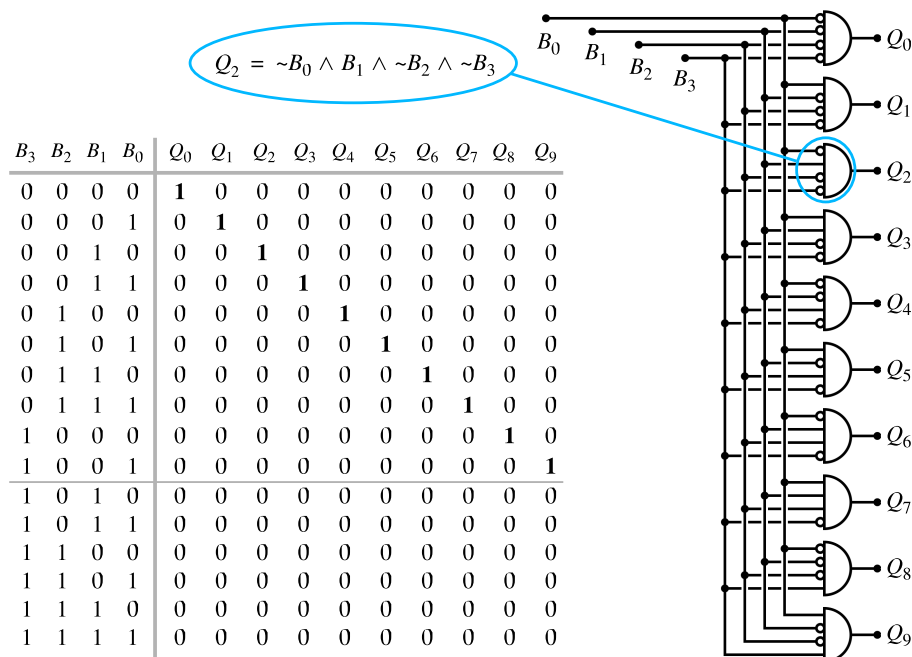 B0 B1 B2 B3
Q2 = ~B0 ∧ B1 ∧ ~B2 ∧ ~B3
B3 B2 B1 B0 Q0 Q1 Q2 Q3 Q4 Q5 Q6 Q7 Q8 Q9
0 0 0 0 1 0 0 0 0 0 0 0 0 0
0 0 0 1 0 1 0 0 0 0 0 0 0 0
0 0 1 0 0 0 1 0 0 0 0 0 0 0
0 0 1 1 0 0 0 1 0 0 0 0 0 0
0 1 0 0 0 0 0 0 1 0 0 0 0 0
0 1 0 1 0 0 0 0 0 1 0 0 0 0
0 1 1 0 0 0 0 0 0 0 1 0 0 0
0 1 1 1 0 0 0 0 0 0 0 1 0 0
1 0 0 0 0 0 0 0 0 0 0 0 1 0
1 0 0 1 0 0 0 0 0 0 0 0 0 1
1 0 1 0 0 0 0 0 0 0 0 0 0 0
1 0 1 1 0 0 0 0 0 0 0 0 0 0
1 1 0 0 0 0 0 0 0 0 0 0 0 0
1 1 0 1 0 0 0 0 0 0 0 0 0 0
1 1 1 0 0 0 0 0 0 0 0 0 0 0
1 1 1 1 0 0 0 0 0 0 0 0 0 0
Q0
Q1
Q2
Q3
Q4
Q5
Q6
Q7
Q8
Q9